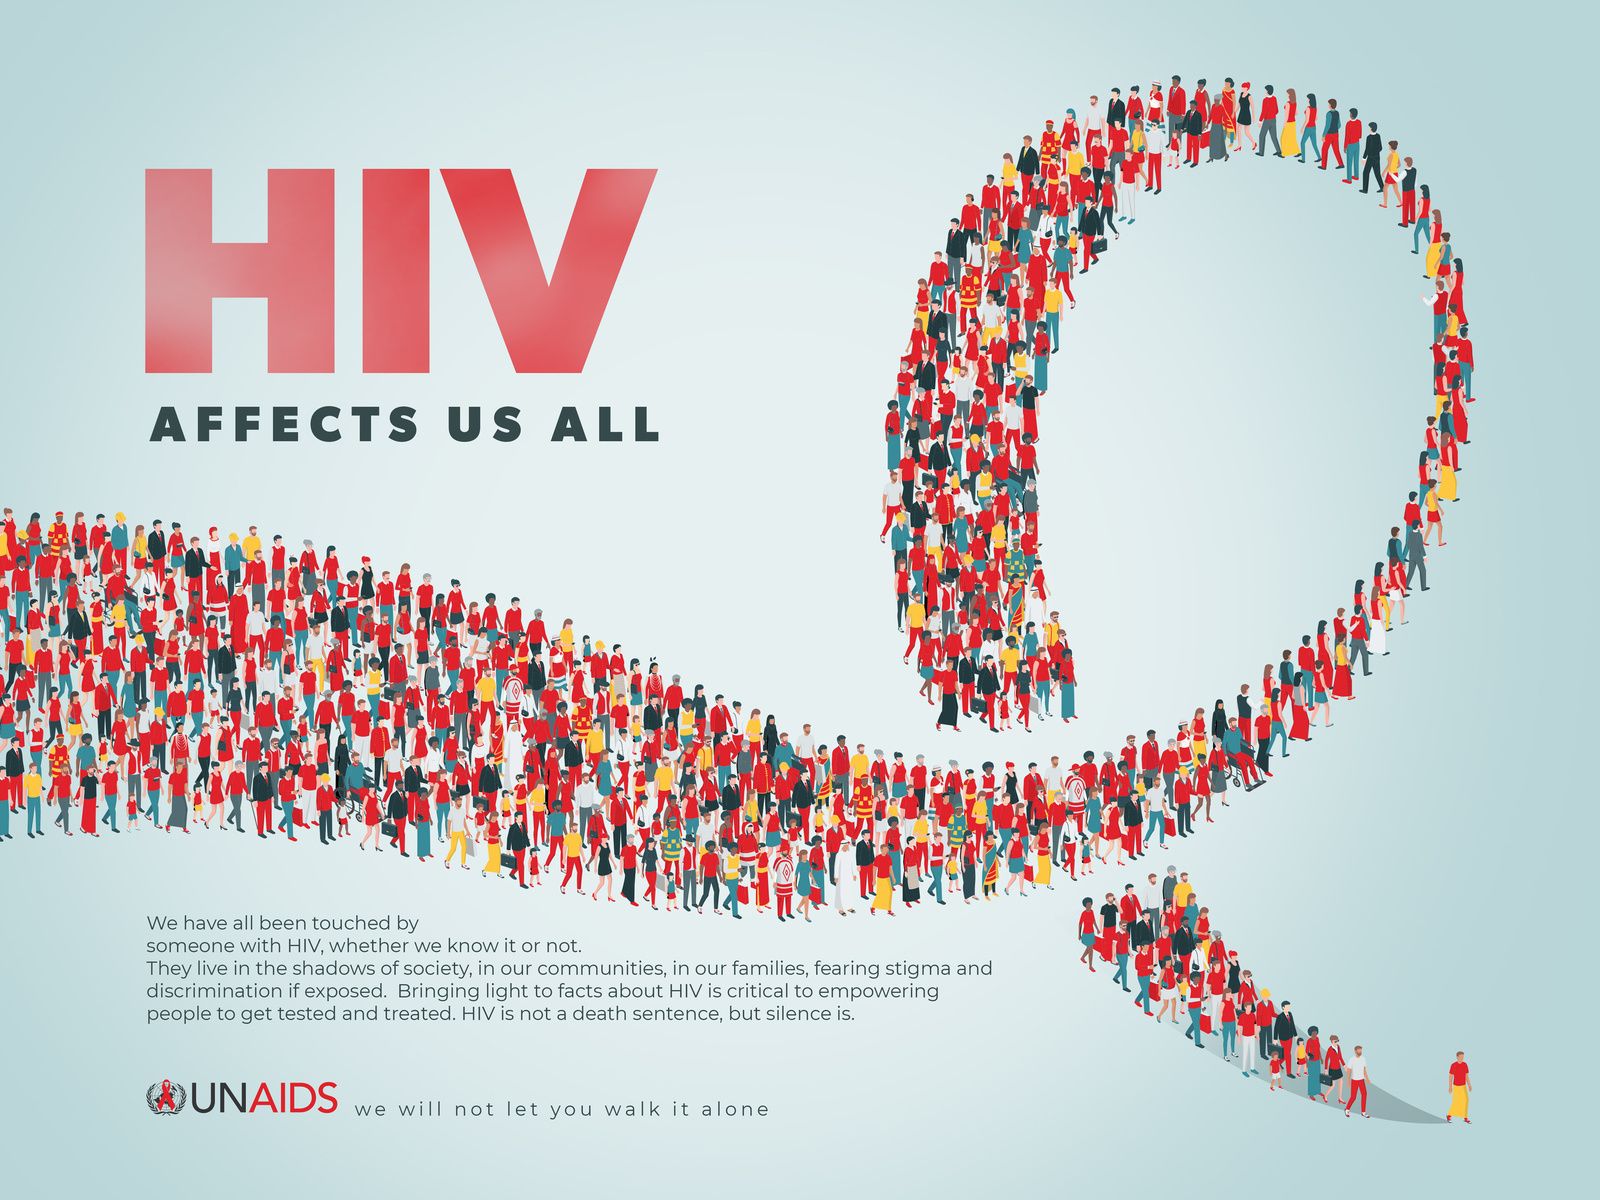 HIV
AFFECTS US ALL
We have all been touched by
someone with HIV, whether we know it or not.
They live in the shadows of society, in our communities, in our families, fearing stigma and
discrimination if exposed.  Bringing light to facts about HIV is critical to empowering
people to get tested and treated. HIV is not a death sentence, but silence is.
UNAIDS we will not let you walk it alone